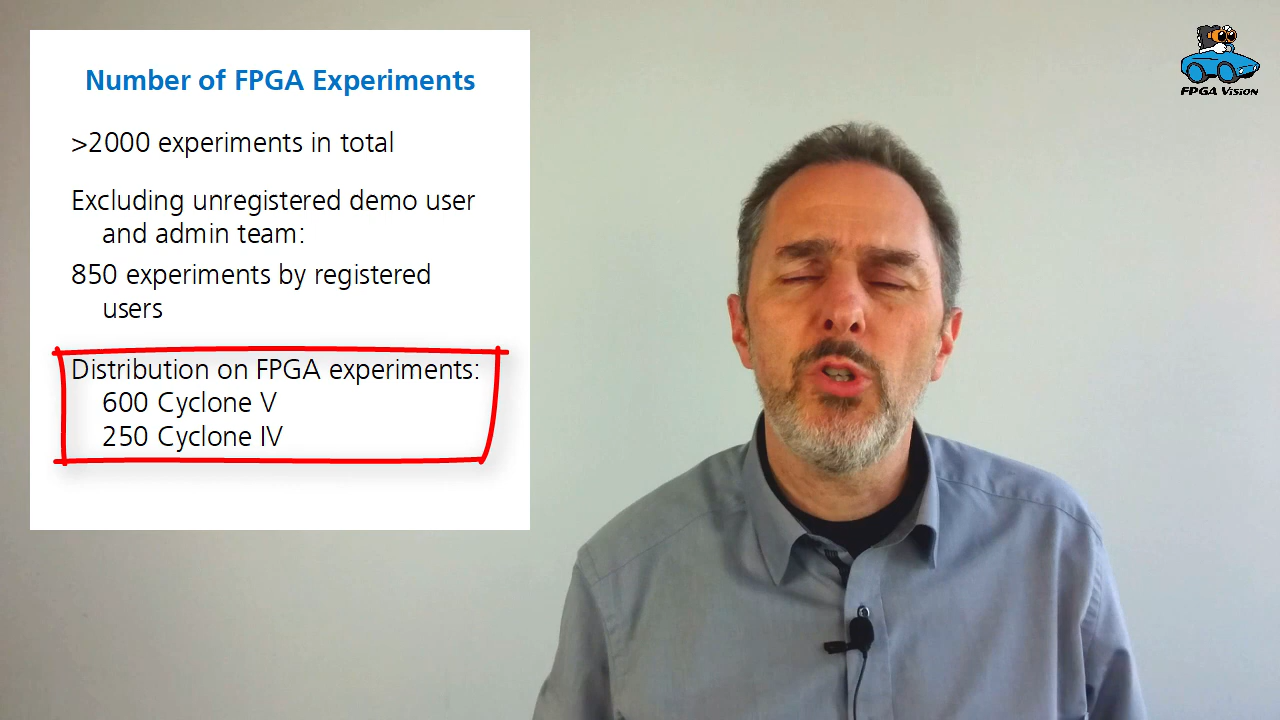 Number of FPGA Experiments
>2000 experiments in total
Excluding unregistered demo user
and admin team:
850 experiments by registered
users
Distribution on FPGA experiments:
600 Cyclone V
250 Cyclone IV
FPGA Vision